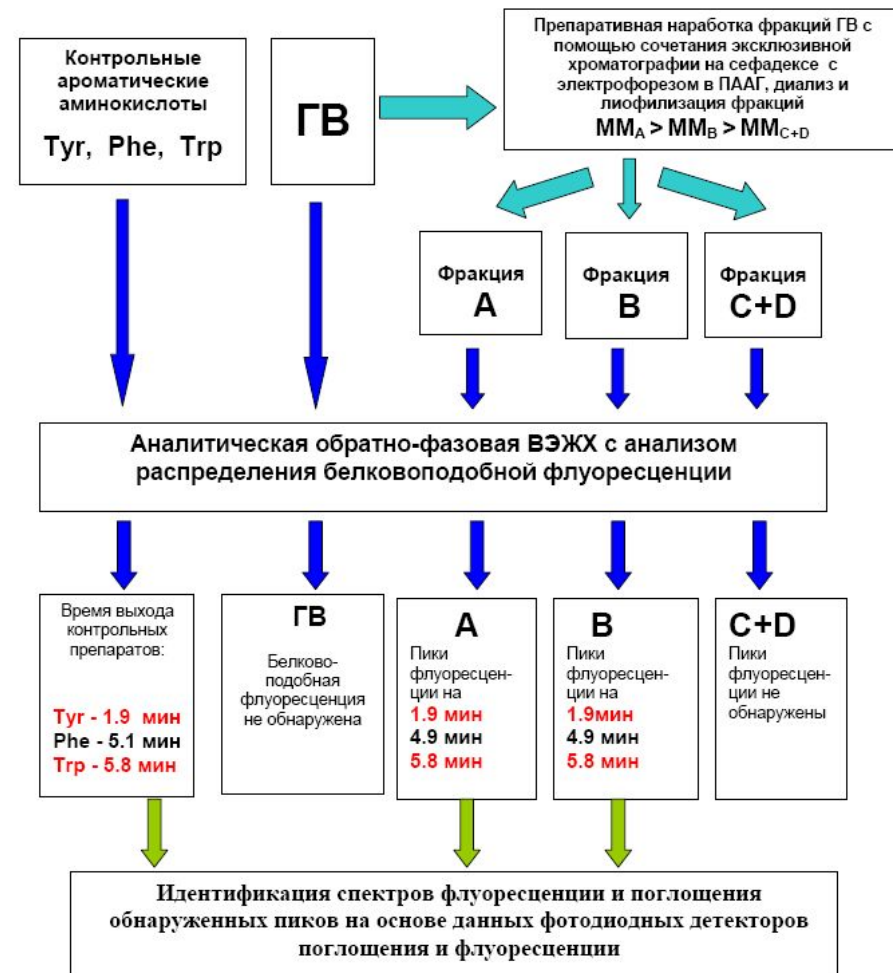 Контрольные
ароматические
аминокислоты
Tyr, Phe, Trp
ГВ
Препаративная наработка фракций ГВ с
помощью сочетания эксклюзивной
хроматографии на сефадексе с
электрофорезом в ПААГ, диализ и
лиофилизация фракций
ММA > ММB > ММC+D
Фракция
A
Фракция
B
Фракция
C+D
Аналитическая обратно-фазовая ВЭЖХ с анализом
распределения белковоподобной флуоресценции
Время выхода
контрольных
препаратов:
Tyr - 1.9 мин
Phe - 5.1 мин
Trp - 5.8 мин
ГВ
Белково-
подобная
флуоресценция
не обнаружена
A
Пики
флуоресцен-
ции на
1.9 мин
4.9 мин
5.8 мин
B
Пики
флуоресцен-
ции на
1.9мин
4.9 мин
5.8 мин
C+D
Пики
флуоресцен-
ции не
обнаружены
Идентификация спектров флуоресценции и поглощения
обнаруженных пиков на основе данных фотодиодных детекторов
поглощения и флуоресценции